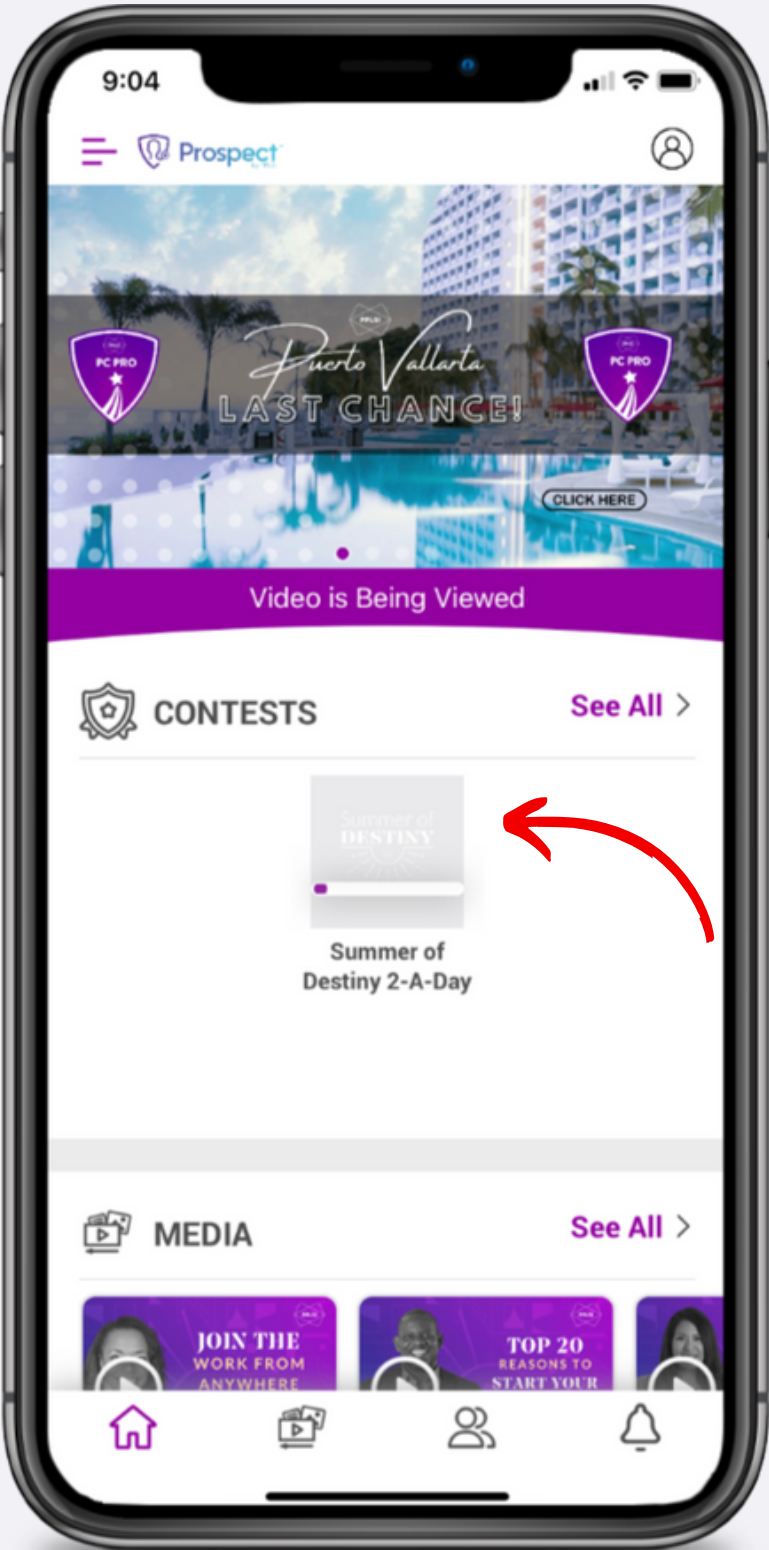 9:04
Prospect
PPLSI
PC PRO
Puerto Vallarta
PC PRO
LAST CHANCE!
CLICK HERE
Video is Being Viewed
CONTESTS
See All
Summer of
DESTINY
Summer of
Destiny 2-A-Day
MEDIA
See All
JOIN THE
WORK FROM
ANYWHERE
TOP 20
REASONS TO
START YOUR